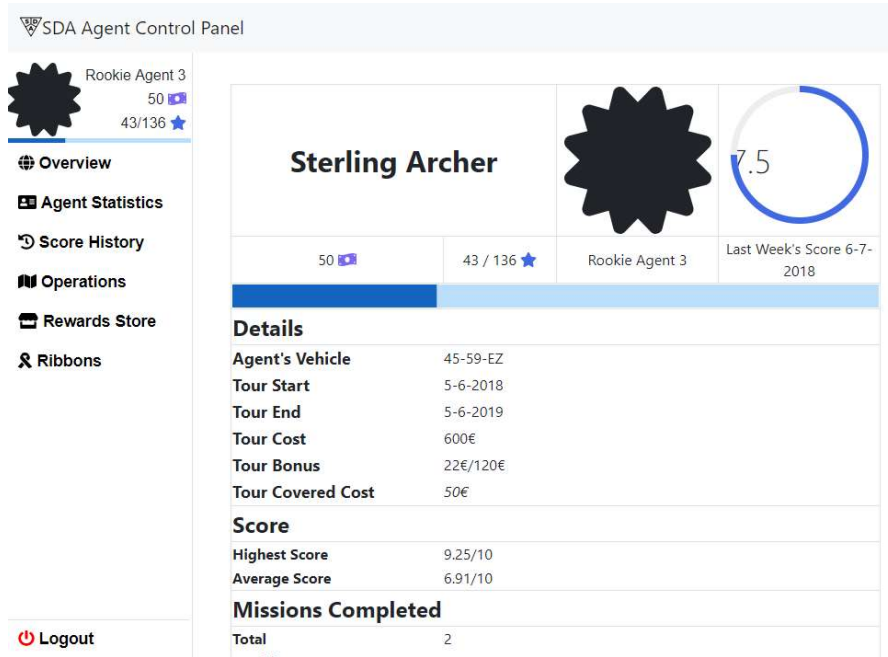 SDA
SDA Agent Control Panel
Rookie Agent 3
50
43/136
Overview
Agent Statistics
Score History
Operations
Rewards Store
Ribbons
Logout
Sterling Archer
7.5
50
43 / 136
Rookie Agent 3
Last Week's Score 6-7-
2018
Details
Agent's Vehicle 45-59-EZ
Tour Start 5-6-2018
Tour End 5-6-2019
Tour Cost 600€
Tour Bonus 22€/120€
Tour Covered Cost 50€
Score
Highest Score 9.25/10
Average Score 6.91/10
Missions Completed
Total 2